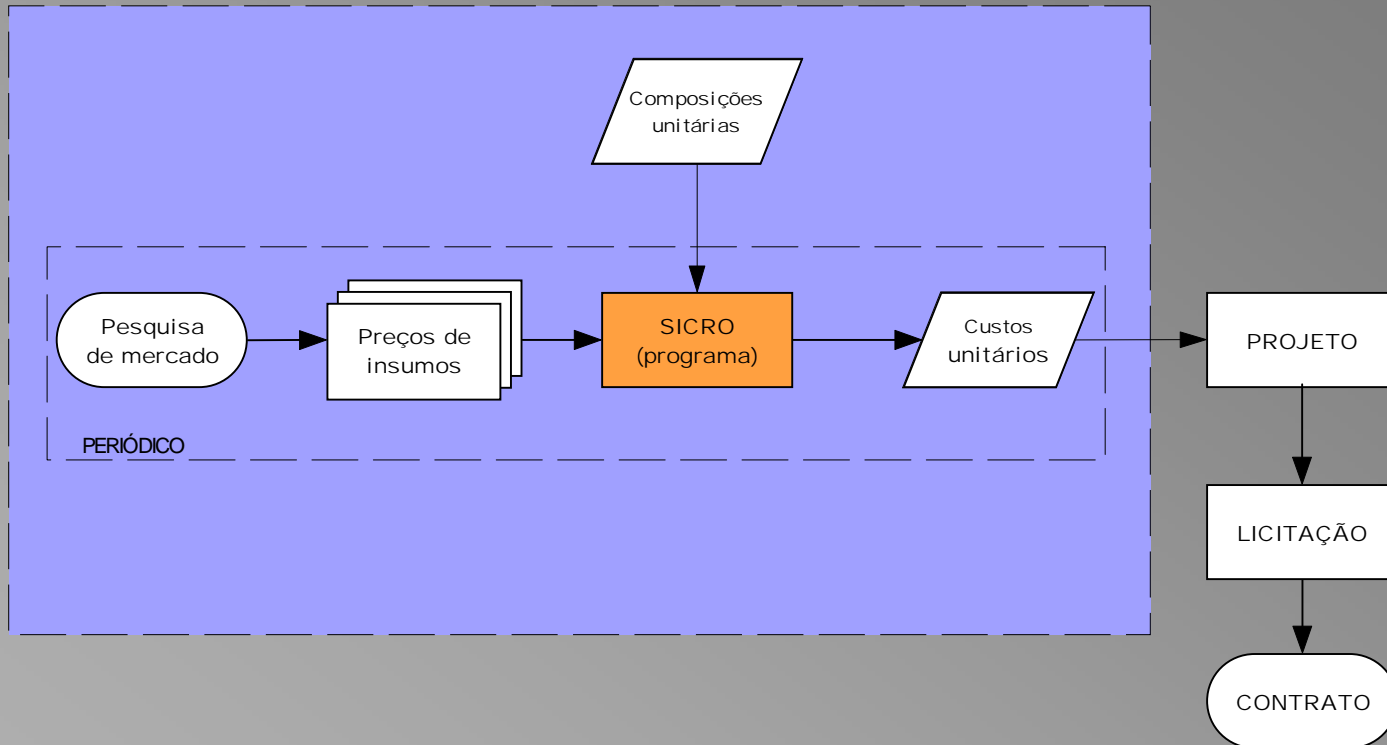 Composições
unitárias
Pesquisa
de mercado
Preços de
insumos
SICRO
(programa)
Custos
unitários
PROJETO
PERIÓDICO
LICITAÇÃO
CONTRATO